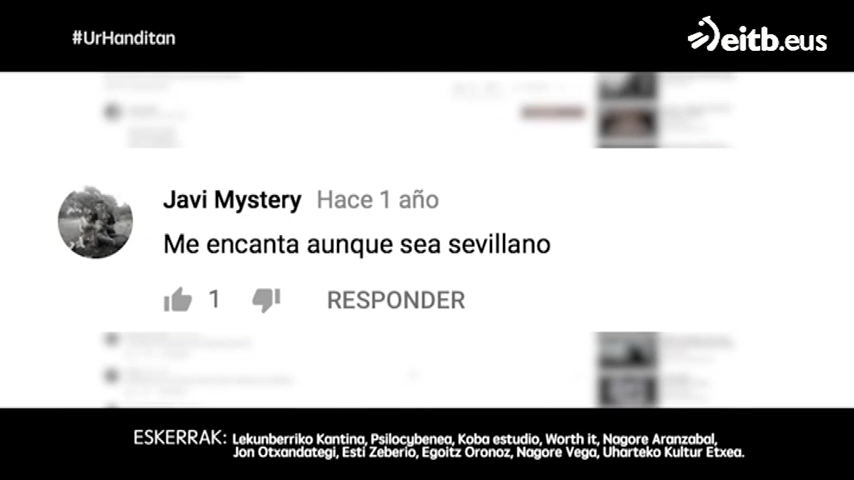 #UrHanditan
eitb.eus
Javi Mystery Hace 1 año
Me encanta aunque sea sevillano
1 RESPONDER
ESKERRAK: Lekunberriko Kantina, Psilocybenea, Koba estudio, Worth it, Nagore Aranzabal,
Jon Otxandategi, Esti Zeberio, Egoitz Oronoz, Nagore Vega, Uharteko Kultur Etxea.